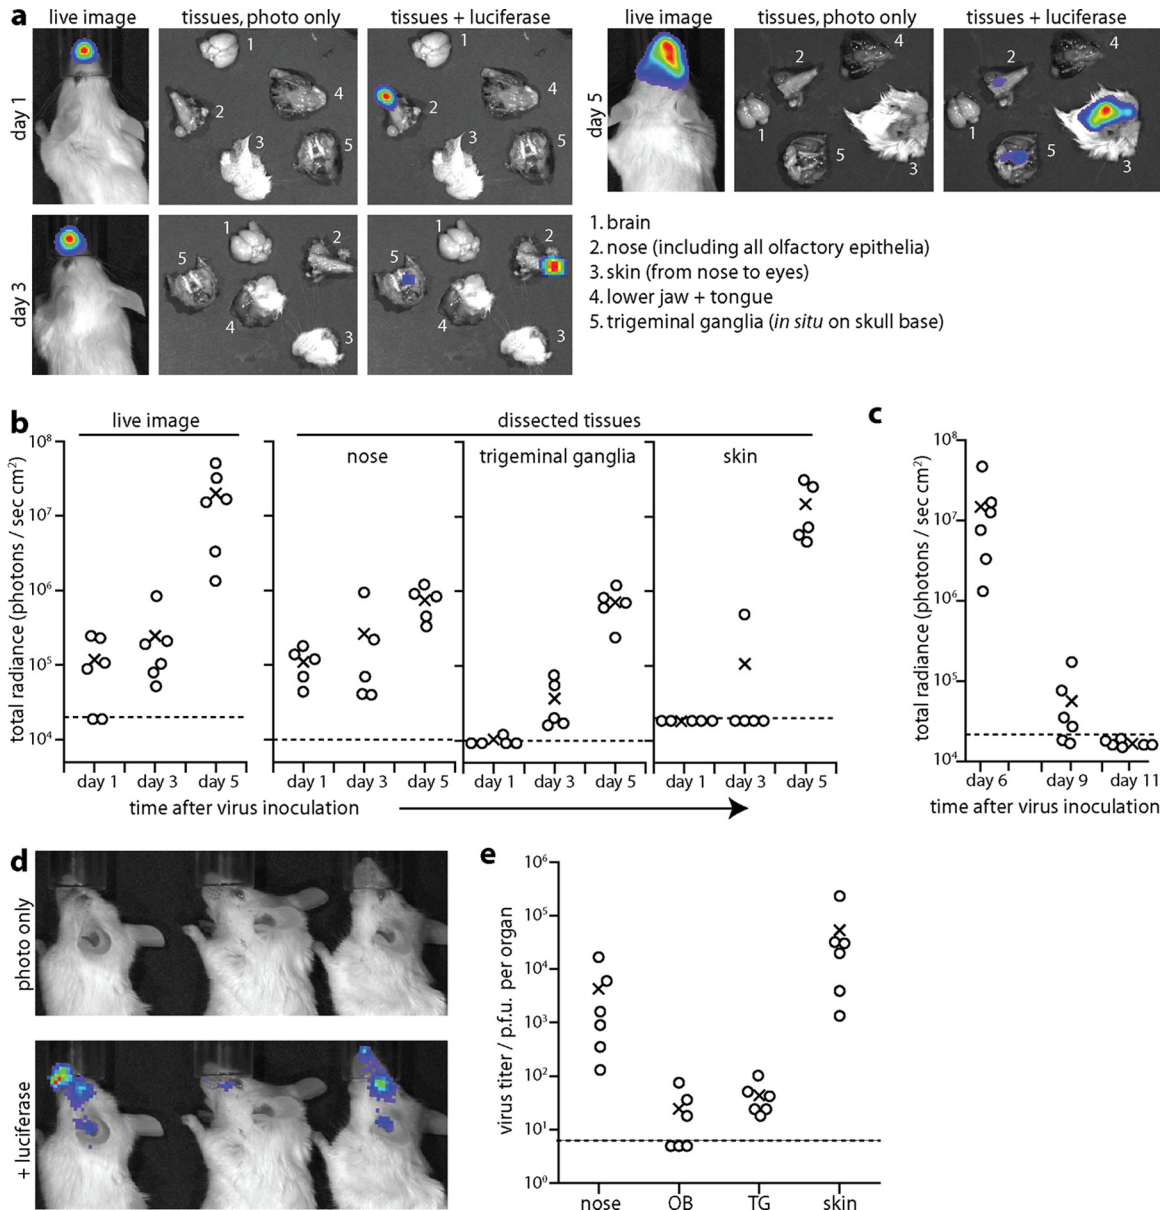 a
live image
tissues, photo only
tissues + luciferase
day 1
1
2
3
4
5
1
2
3
4
5
day 3
1
2
3
4
5
1
2
3
4
5
live image
tissues, photo only
tissues + luciferase
day 5
1
2
3
4
5
1
2
3
4
5
1. brain
2. nose (including all olfactory epithelia)
3. skin (from nose to eyes)
4. lower jaw + tongue
5. trigeminal ganglia (in situ on skull base)
b
live image
dissected tissues
nose
trigeminal ganglia
skin
total radiance (photons / sec cm²)
10⁸
10⁷
10⁶
10⁵
10⁴
day 1 day 3 day 5
day 1 day 3 day 5
day 1 day 3 day 5
day 1 day 3 day 5
time after virus inoculation
c
total radiance (photons / sec cm²)
10⁸
10⁷
10⁶
10⁵
10⁴
day 6 day 9 day 11
time after virus inoculation
d
photo only
+ luciferase
e
virus titer / p.f.u. per organ
10⁶
10⁵
10⁴
10³
10²
10¹
10⁰
nose OB TG skin